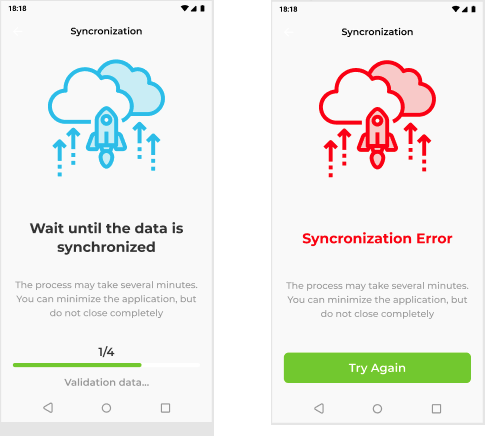 18:18
Syncronization
Wait until the data is
synchronized
The process may take several minutes.
You can minimize the application, but
do not close completely
1/4
Validation data...
18:18
Syncronization
Syncronization Error
The process may take several minutes.
You can minimize the application, but
do not close completely
Try Again